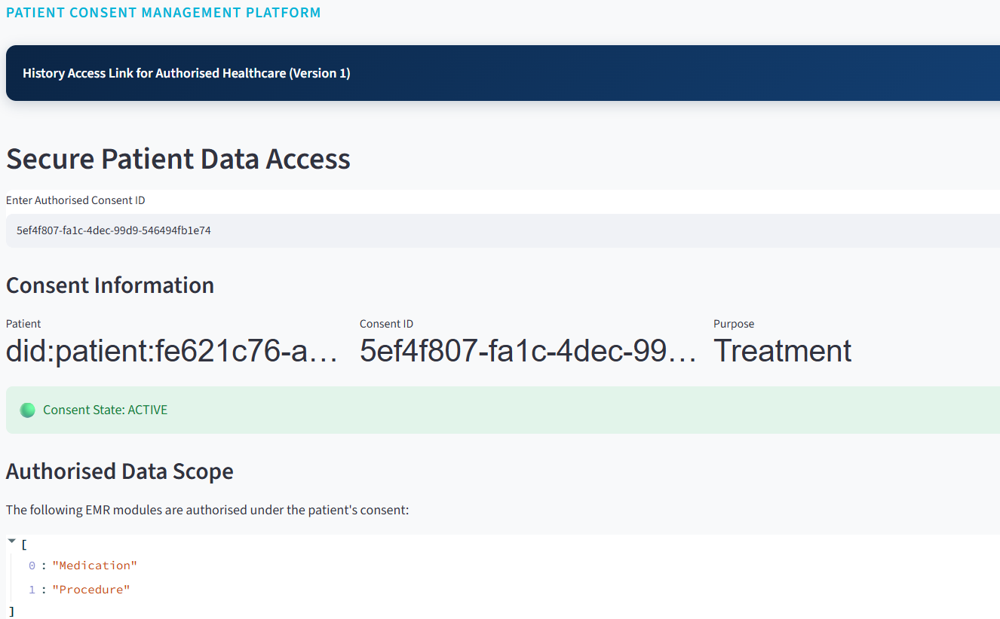 PATIENT CONSENT MANAGEMENT PLATFORM
History Access Link for Authorised Healthcare (Version 1)
Secure Patient Data Access
Enter Authorised Consent ID
5ef4f807-fa1c-4dec-99d9-546494fb1e74
Consent Information
Patient Consent ID Purpose
did:patient:fe621c76-a... 5ef4f807-fa1c-4dec-99... Treatment
Consent State: ACTIVE
Authorised Data Scope
The following EMR modules are authorised under the patient's consent:
[
0 : "Medication"
1 : "Procedure"
]